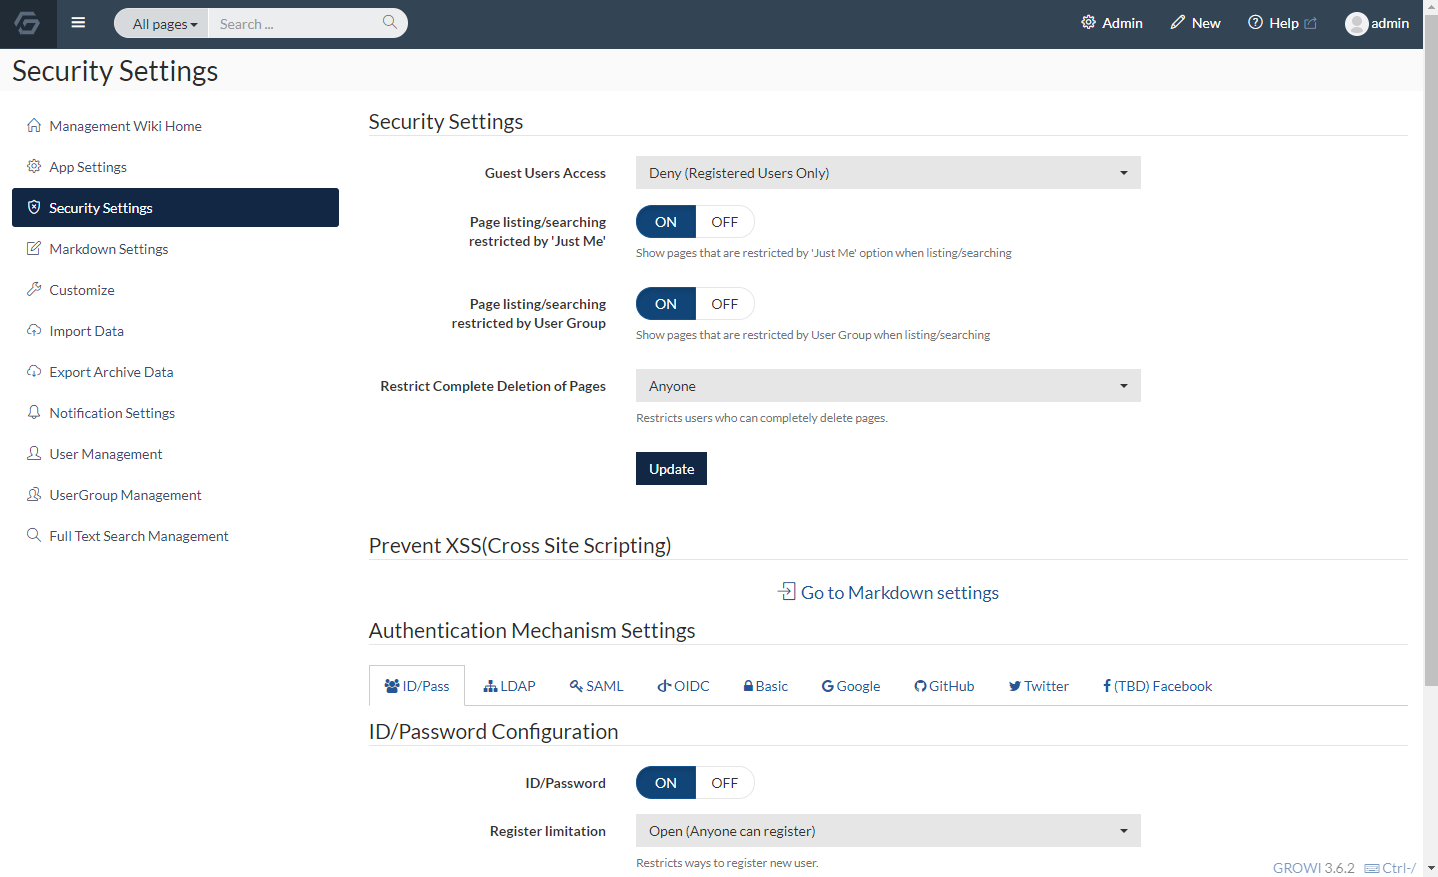 All pages
Search ...
Admin
New
Help
admin
Security Settings
Management Wiki Home
App Settings
Security Settings
Markdown Settings
Customize
Import Data
Export Archive Data
Notification Settings
User Management
UserGroup Management
Full Text Search Management
Security Settings
Guest Users Access
Deny (Registered Users Only)
Page listing/searching
restricted by 'Just Me'
ON OFF
Show pages that are restricted by 'Just Me' option when listing/searching
Page listing/searching
restricted by User Group
ON OFF
Show pages that are restricted by User Group when listing/searching
Restrict Complete Deletion of Pages
Anyone
Restricts users who can completely delete pages.
Update
Prevent XSS(Cross Site Scripting)
Go to Markdown settings
Authentication Mechanism Settings
ID/Pass
LDAP
SAML
OIDC
Basic
Google
GitHub
Twitter
(TBD) Facebook
ID/Password Configuration
ID/Password
ON OFF
Register limitation
Open (Anyone can register)
Restricts ways to register new user.
GROWI 3.6.2 Ctrl-/